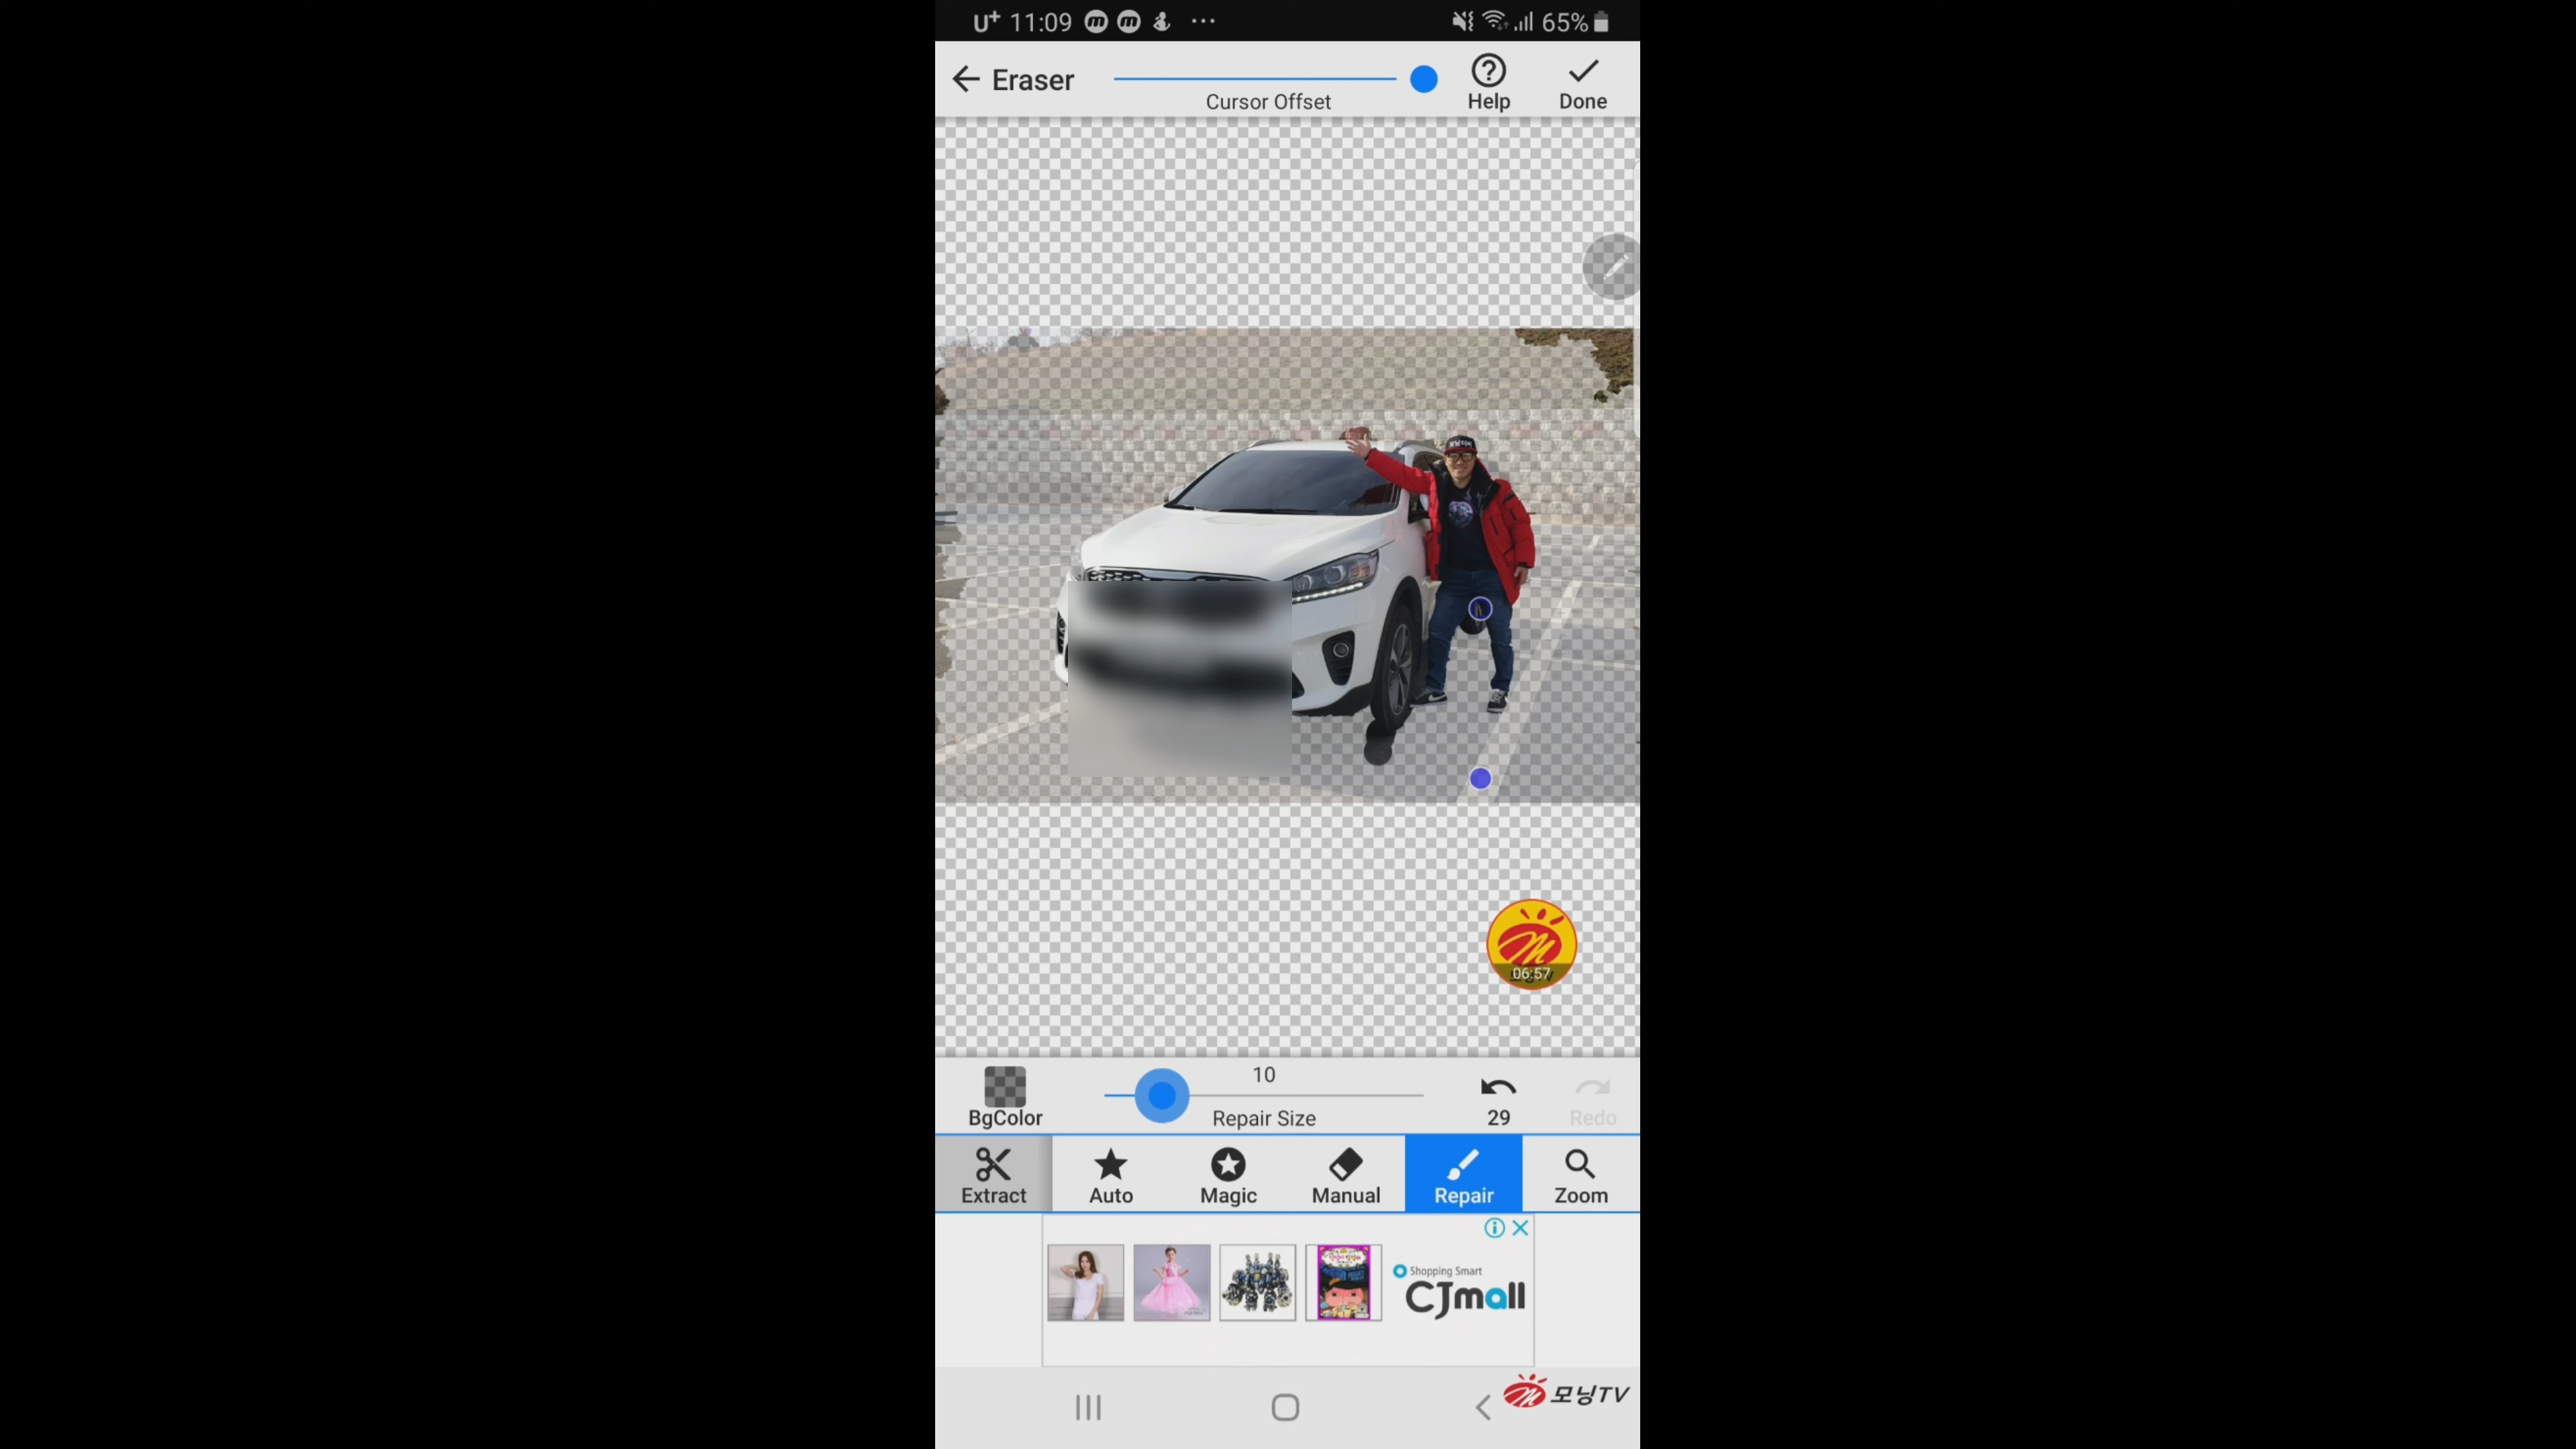 U+ 11:09 65%
Eraser
Cursor Offset
Help
Done
06:57
10
BgColor
Repair Size
29
Redo
Extract
Auto
Magic
Manual
Repair
Zoom
Shopping Smart
CJmall
모닝TV